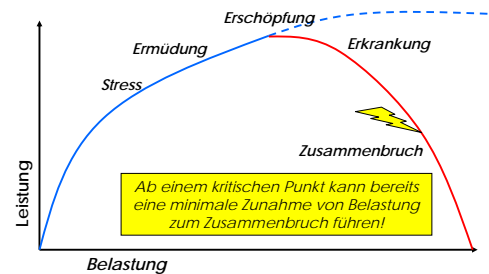 Erschöpfung
Ermüdung
Erkrankung
Stress
Zusammenbruch
Leistung
Ab einem kritischen Punkt kann bereits
eine minimale Zunahme von Belastung
zum Zusammenbruch führen!
Belastung